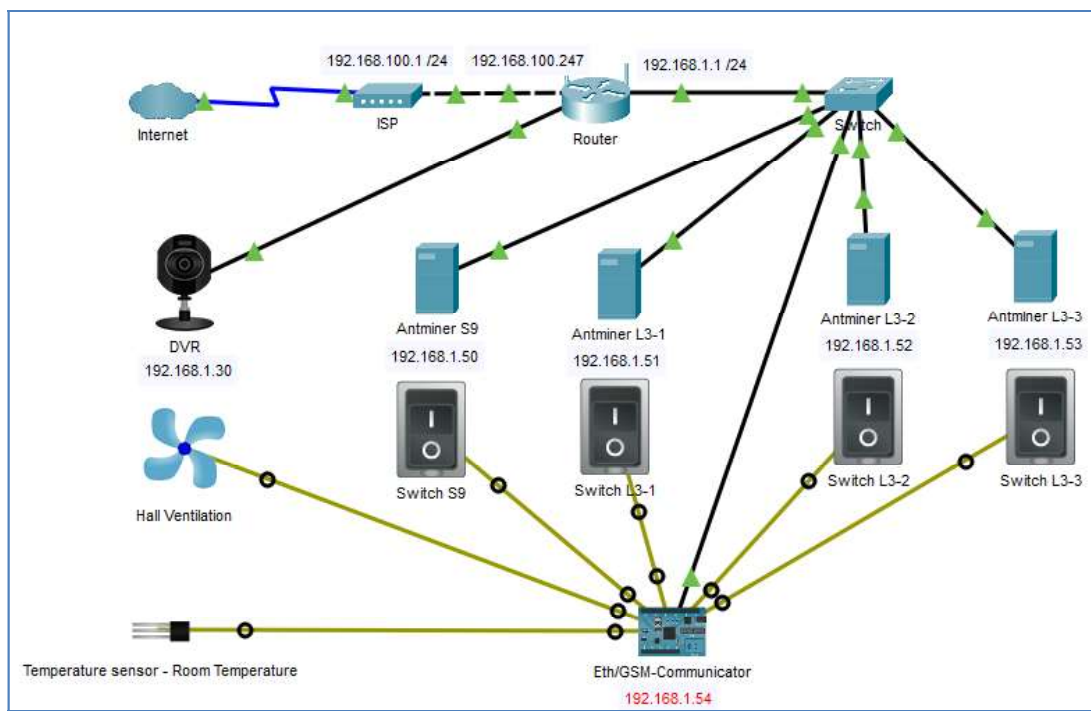 192.168.100.1 /24
192.168.100.247
192.168.1.1 /24
Internet
ISP
Router
Switch
DVR
192.168.1.30
Antminer S9
192.168.1.50
Antminer L3-1
192.168.1.51
Antminer L3-2
192.168.1.52
Antminer L3-3
192.168.1.53
Hall Ventilation
Switch S9
Switch L3-1
Switch L3-2
Switch L3-3
Temperature sensor - Room Temperature
Eth/GSM-Communicator
192.168.1.54